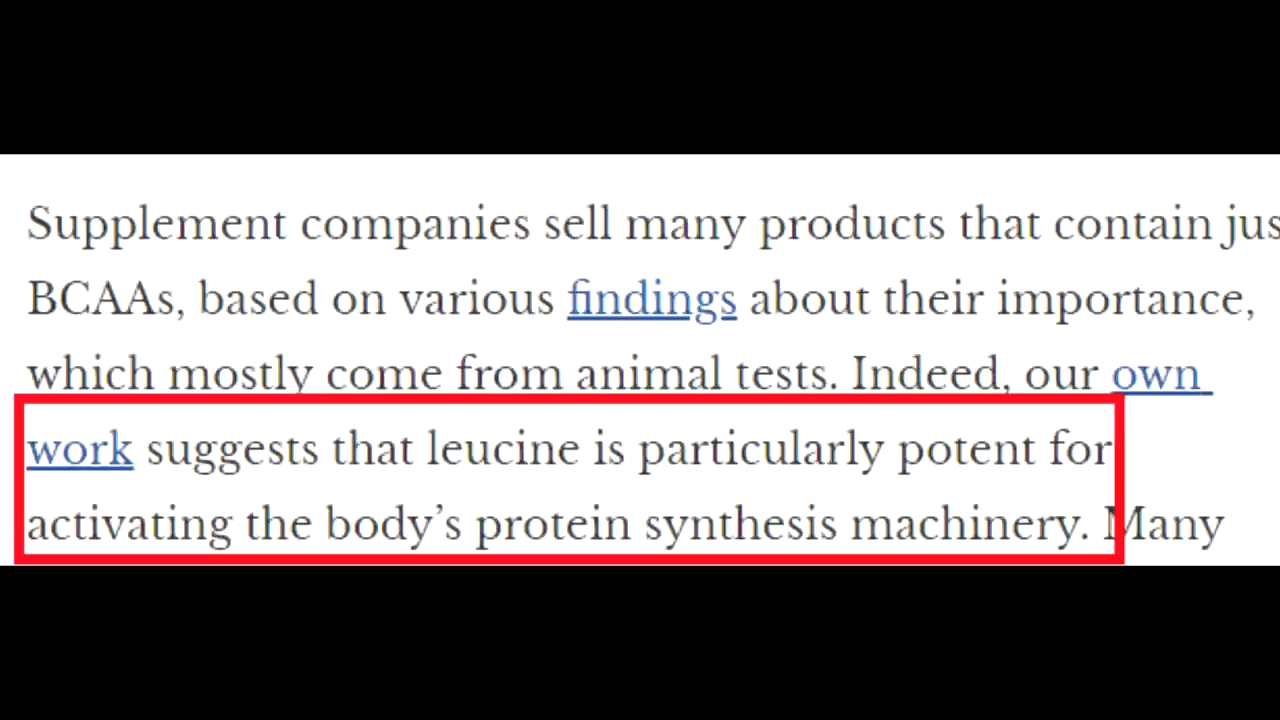 Supplement companies sell many products that contain jus
BCAAs, based on various findings about their importance,
which mostly come from animal tests. Indeed, our own
work suggests that leucine is particularly potent for
activating the body’s protein synthesis machinery. Many